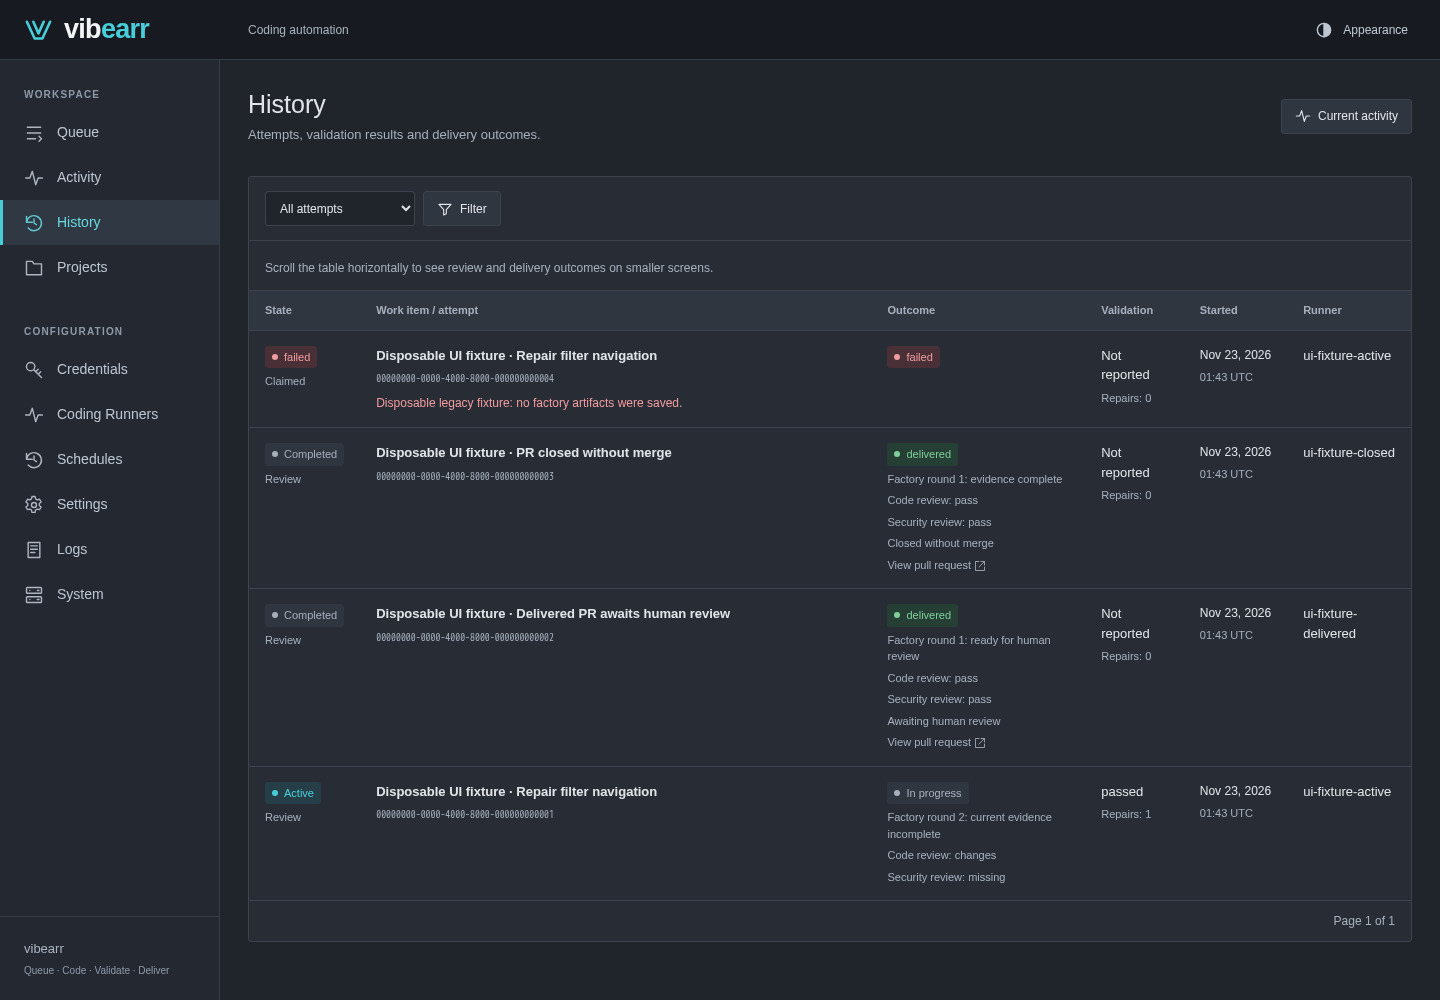 vibearr
Coding automation
Appearance
WORKSPACE
Queue
Activity
History
Projects
CONFIGURATION
Credentials
Coding Runners
Schedules
Settings
Logs
System
vibearr
Queue · Code · Validate · Deliver
History
Attempts, validation results and delivery outcomes.
Current activity
All attempts
Filter
Scroll the table horizontally to see review and delivery outcomes on smaller screens.
State
Work item / attempt
Outcome
Validation
Started
Runner
failed
Claimed
Disposable UI fixture · Repair filter navigation
00000000-0000-4000-8000-000000000004
Disposable legacy fixture: no factory artifacts were saved.
failed
Not
reported
Repairs: 0
Nov 23, 2026
01:43 UTC
ui-fixture-active
Completed
Review
Disposable UI fixture · PR closed without merge
00000000-0000-4000-8000-000000000003
delivered
Factory round 1: evidence complete
Code review: pass
Security review: pass
Closed without merge
View pull request
Not
reported
Repairs: 0
Nov 23, 2026
01:43 UTC
ui-fixture-closed
Completed
Review
Disposable UI fixture · Delivered PR awaits human review
00000000-0000-4000-8000-000000000002
delivered
Factory round 1: ready for human
review
Code review: pass
Security review: pass
Awaiting human review
View pull request
Not
reported
Repairs: 0
Nov 23, 2026
01:43 UTC
ui-fixture-
delivered
Active
Review
Disposable UI fixture · Repair filter navigation
00000000-0000-4000-8000-000000000001
In progress
Factory round 2: current evidence
incomplete
Code review: changes
Security review: missing
passed
Repairs: 1
Nov 23, 2026
01:43 UTC
ui-fixture-active
Page 1 of 1